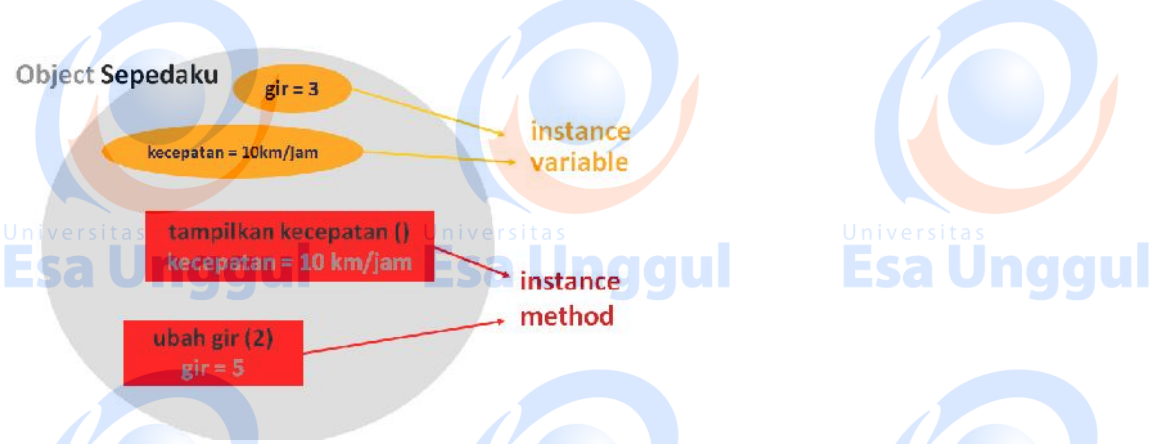 Object Sepedaku
gir = 3
instance
variable
kecepatan = 10km/Jam
Universitas
Esa Unggul
tampilkan kecepatan ()
kecepatan = 10 km/jam
Universitas
Esa Unggul
Universitas
Esa Unggul
instance
method
ubah gir (2)
gir = 5